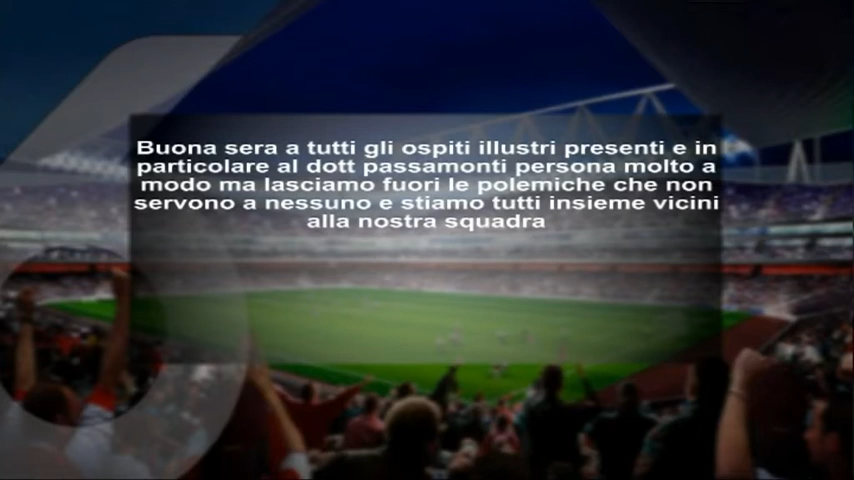 Buona sera a tutti gli ospiti illustri presenti e in
particolare al dott passamonti persona molto a
modo ma lasciamo fuori le polemiche che non
servono a nessuno e stiamo tutti insieme vicini
alla nostra squadra